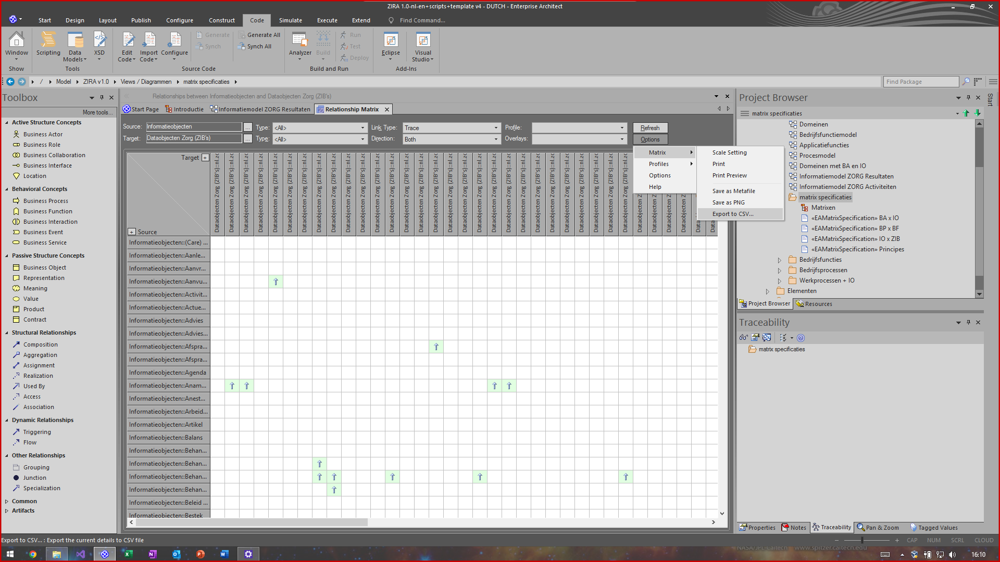 ZIRA 1.0-nl-en+scripts+template v4 - DUTCH - Enterprise Architect
Start Design Layout Publish Configure Construct Code Simulate Execute Extend Find Command...
Window
Show
Scripting
Data Models
XSD
Tools
Edit Code
Import Code
Configure
Generate
Synch
Generate All
Synch All
Source Code
Analyzer
Build
Run
Test
Deploy
Build and Run
Eclipse
Visual Studio
Add-Ins
/ Model ZIRA v1.0 Views / Diagrammen matrix specificaties
Find Package
Toolbox
More tools...
Active Structure Concepts
Business Actor
Business Role
Business Collaboration
Business Interface
Location
Behavioral Concepts
Business Process
Business Function
Business Interaction
Business Event
Business Service
Passive Structure Concepts
Business Object
Representation
Meaning
Value
Product
Contract
Structural Relationships
Composition
Aggregation
Assignment
Realization
Used By
Access
Association
Dynamic Relationships
Triggering
Flow
Other Relationships
Grouping
Junction
Specialization
Common
Artifacts
Relationships between Informatieobjecten and Dataobjecten Zorg (ZIB's)
Start Page Introductie Informatiemodel ZORG Resultaten Relationship Matrix
Source: Informatieobjecten ... Type: <All> Link Type: Trace Profile: Refresh
Target: Dataobjecten Zorg (ZIB's) ... Type: <All> Direction: Both Overlays: Options
Target +
+ Source
Informatieobjecten::(Care) ...
Informatieobjecten::Aanle...
Informatieobjecten::Aanvr...
Informatieobjecten::Aanvu...
Informatieobjecten::Activit...
Informatieobjecten::Actue...
Informatieobjecten::Advies
Informatieobjecten::Advies...
Informatieobjecten::Afspra...
Informatieobjecten::Afspra...
Informatieobjecten::Agenda
Informatieobjecten::Anam...
Informatieobjecten::Anest...
Informatieobjecten::Arbeid...
Informatieobjecten::Artikel
Informatieobjecten::Balans
Informatieobjecten::Behan...
Informatieobjecten::Behan...
Informatieobjecten::Behan...
Informatieobjecten::Behan...
Informatieobjecten::Beleid ...
Informatieobjecten::Bestek
Matrix
Profiles
Options
Help
Scale Setting
Print
Print Preview
Save as Metafile
Save as PNG
Export to CSV...
Project Browser
matrix specificaties
Domeinen
Bedrijfsfunctiemodel
Applicatiefuncties
Procesmodel
Domeinen met BA en IO
Informatiemodel ZORG Resultaten
Informatiemodel ZORG Activiteiten
matrix specificaties
Matrixen
«EAMatrixSpecification» BA x IO
«EAMatrixSpecification» BP x BF
«EAMatrixSpecification» IO x ZIB
«EAMatrixSpecification» Principes
Bedrijfsfuncties
Bedrijfsprocessen
Werkprocessen + IO
Elementen
Project Browser Resources
Start
Traceability
matrix specificaties
Properties Notes Traceability Pan & Zoom Tagged Values
Export to CSV... : Export the current details to CSV file
CAP NUM SCRL CLOUD
NASA/JPL-Caltech www.spitzer.caltech.edu
16:10